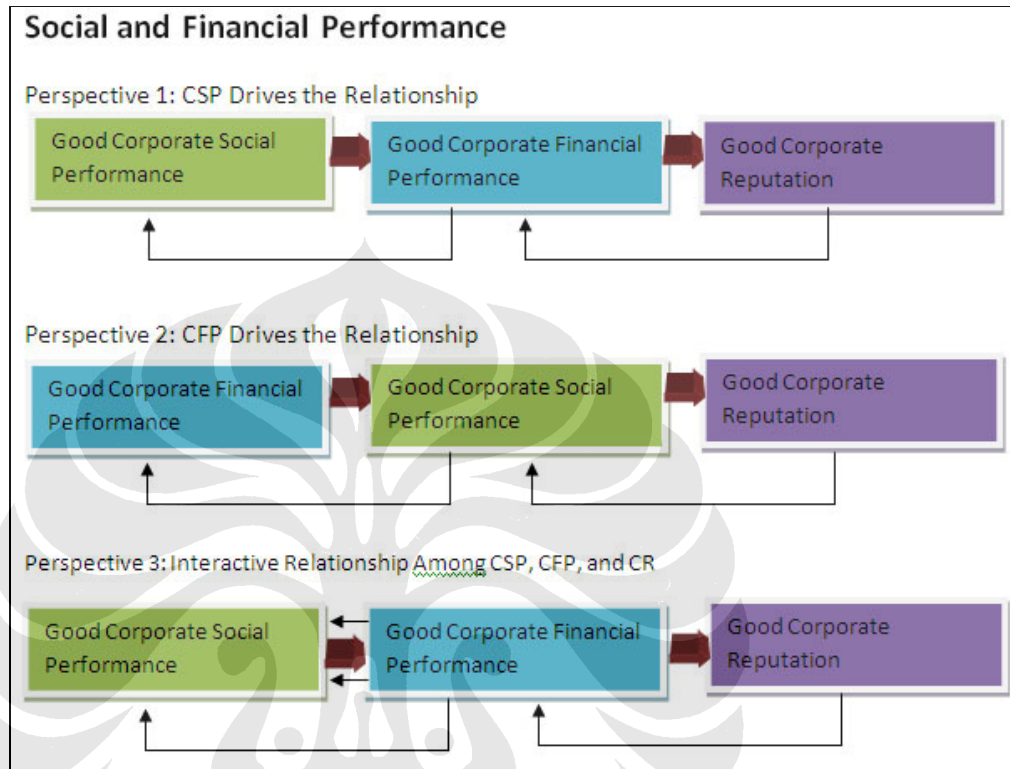 Social and Financial Performance
Perspective 1: CSP Drives the Relationship
Good Corporate Social
Performance
Good Corporate Financial
Performance
Good Corporate
Reputation
Perspective 2: CFP Drives the Relationship
Good Corporate Financial
Performance
Good Corporate Social
Performance
Good Corporate
Reputation
Perspective 3: Interactive Relationship Among CSP, CFP, and CR
Good Corporate Social
Performance
Good Corporate Financial
Performance
Good Corporate
Reputation